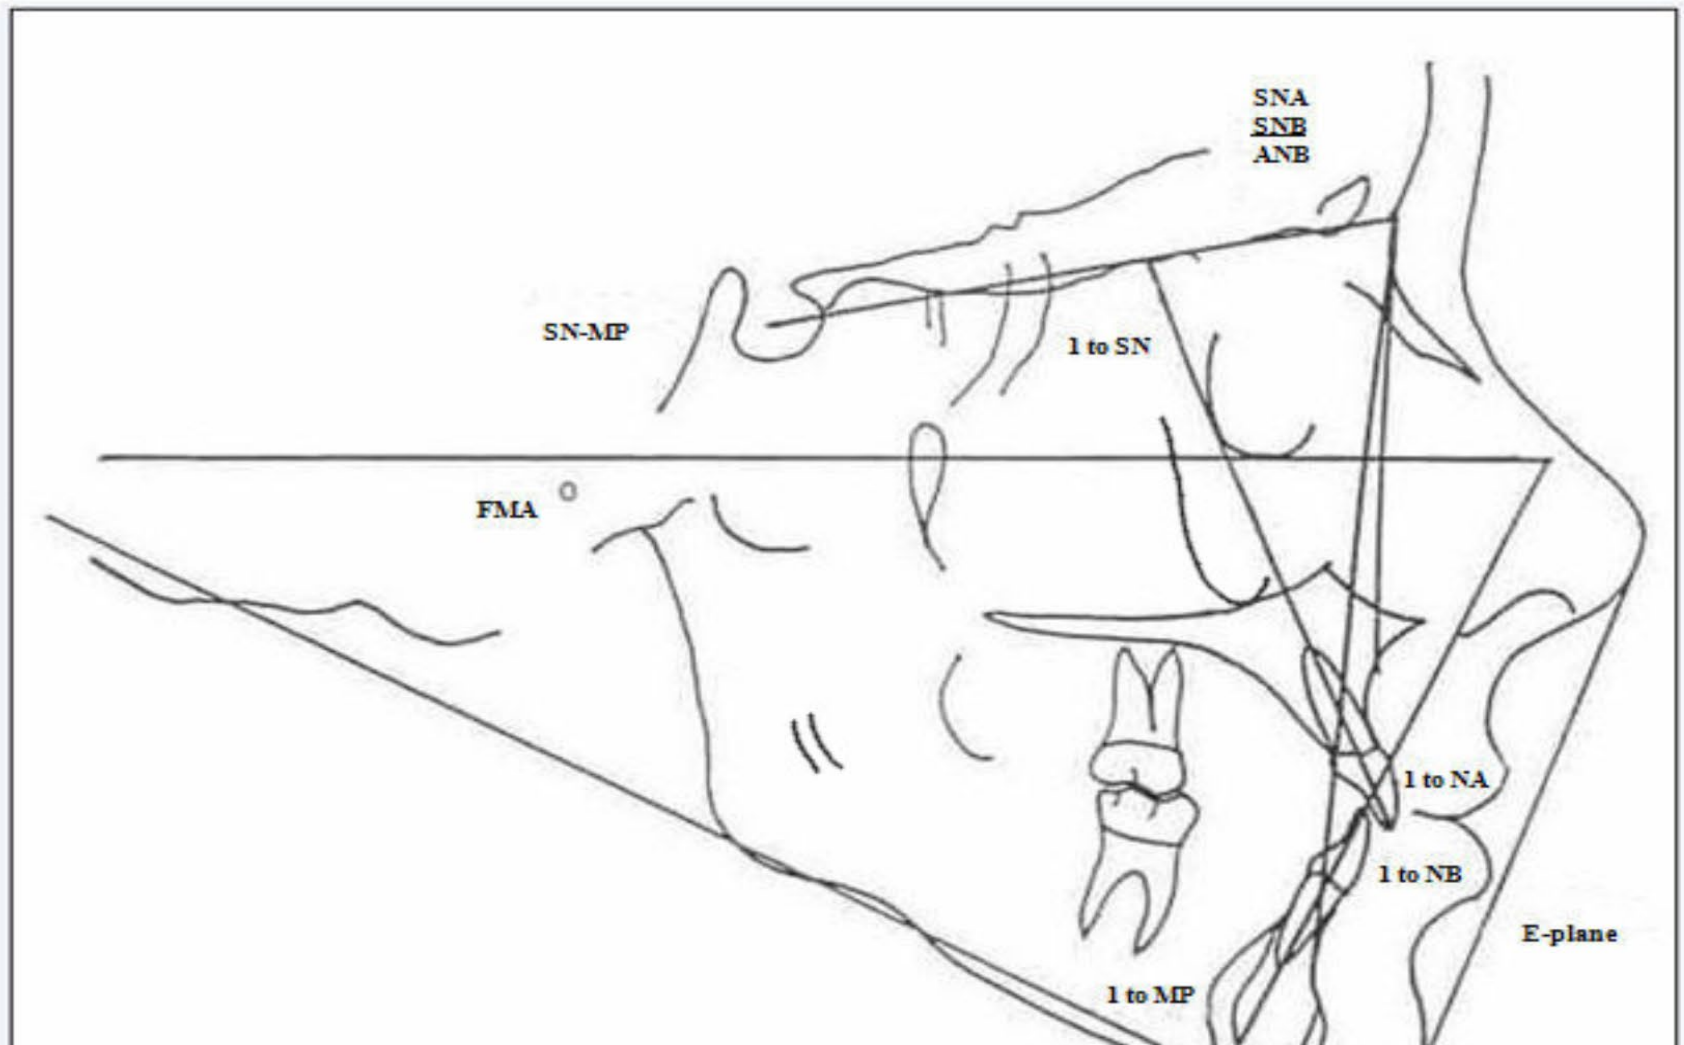 SNA
SNB
ANB
SN-MP
1 to SN
FMA
1 to NA
1 to NB
E-plane
1 to MP